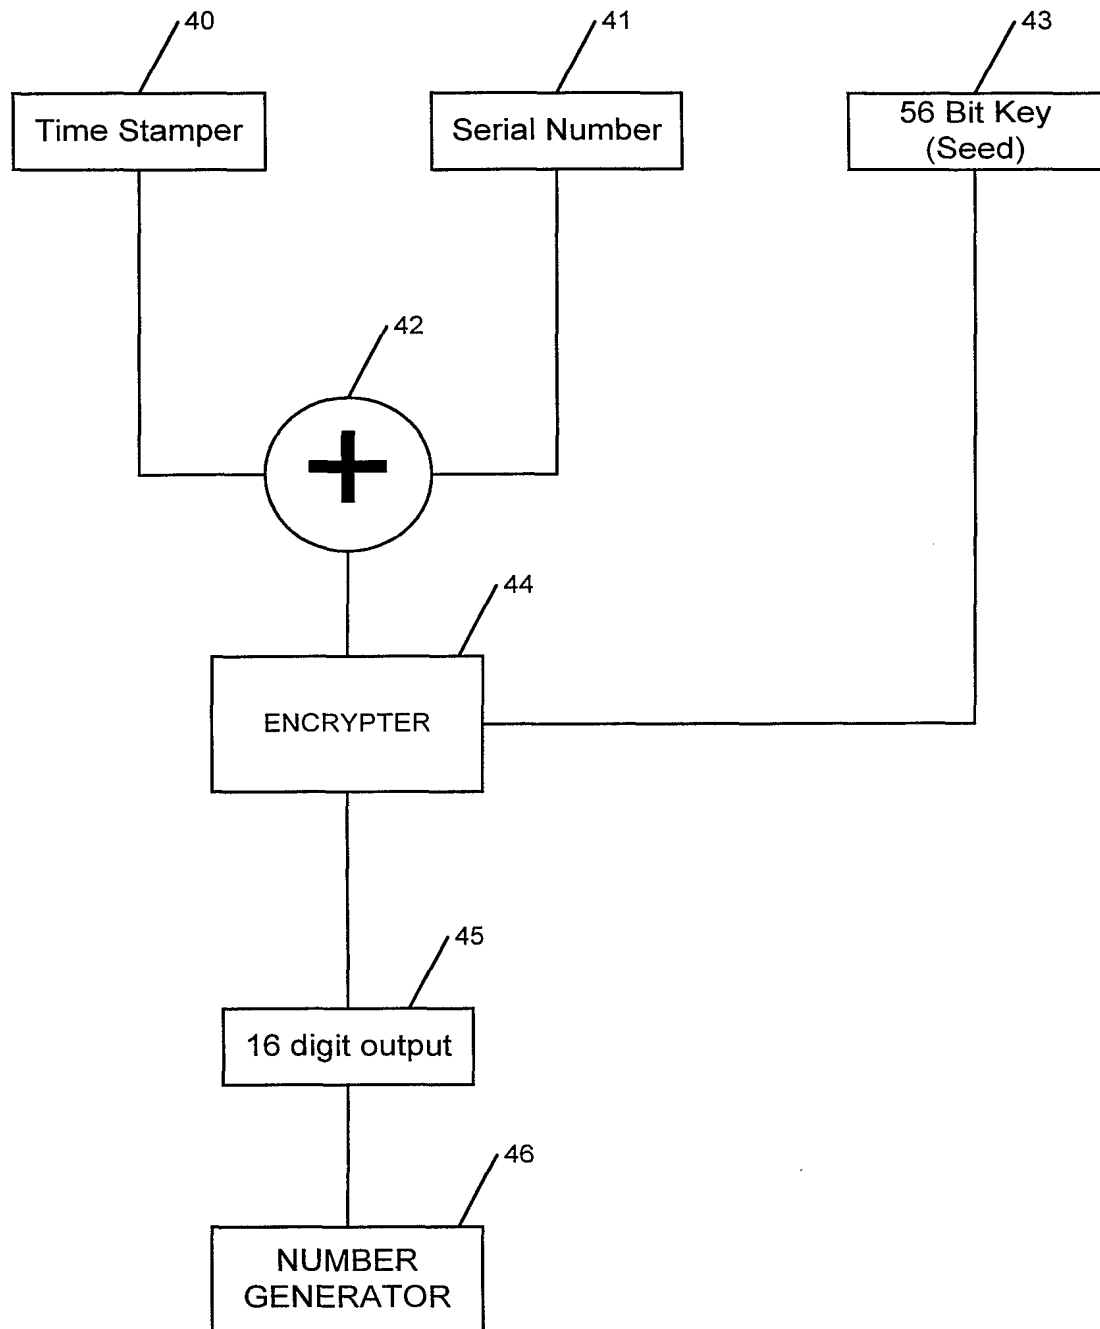 40
41
43
Time Stamper
Serial Number
56 Bit Key
(Seed)
42
+
44
ENCRYPTER
45
16 digit output
46
NUMBER
GENERATOR